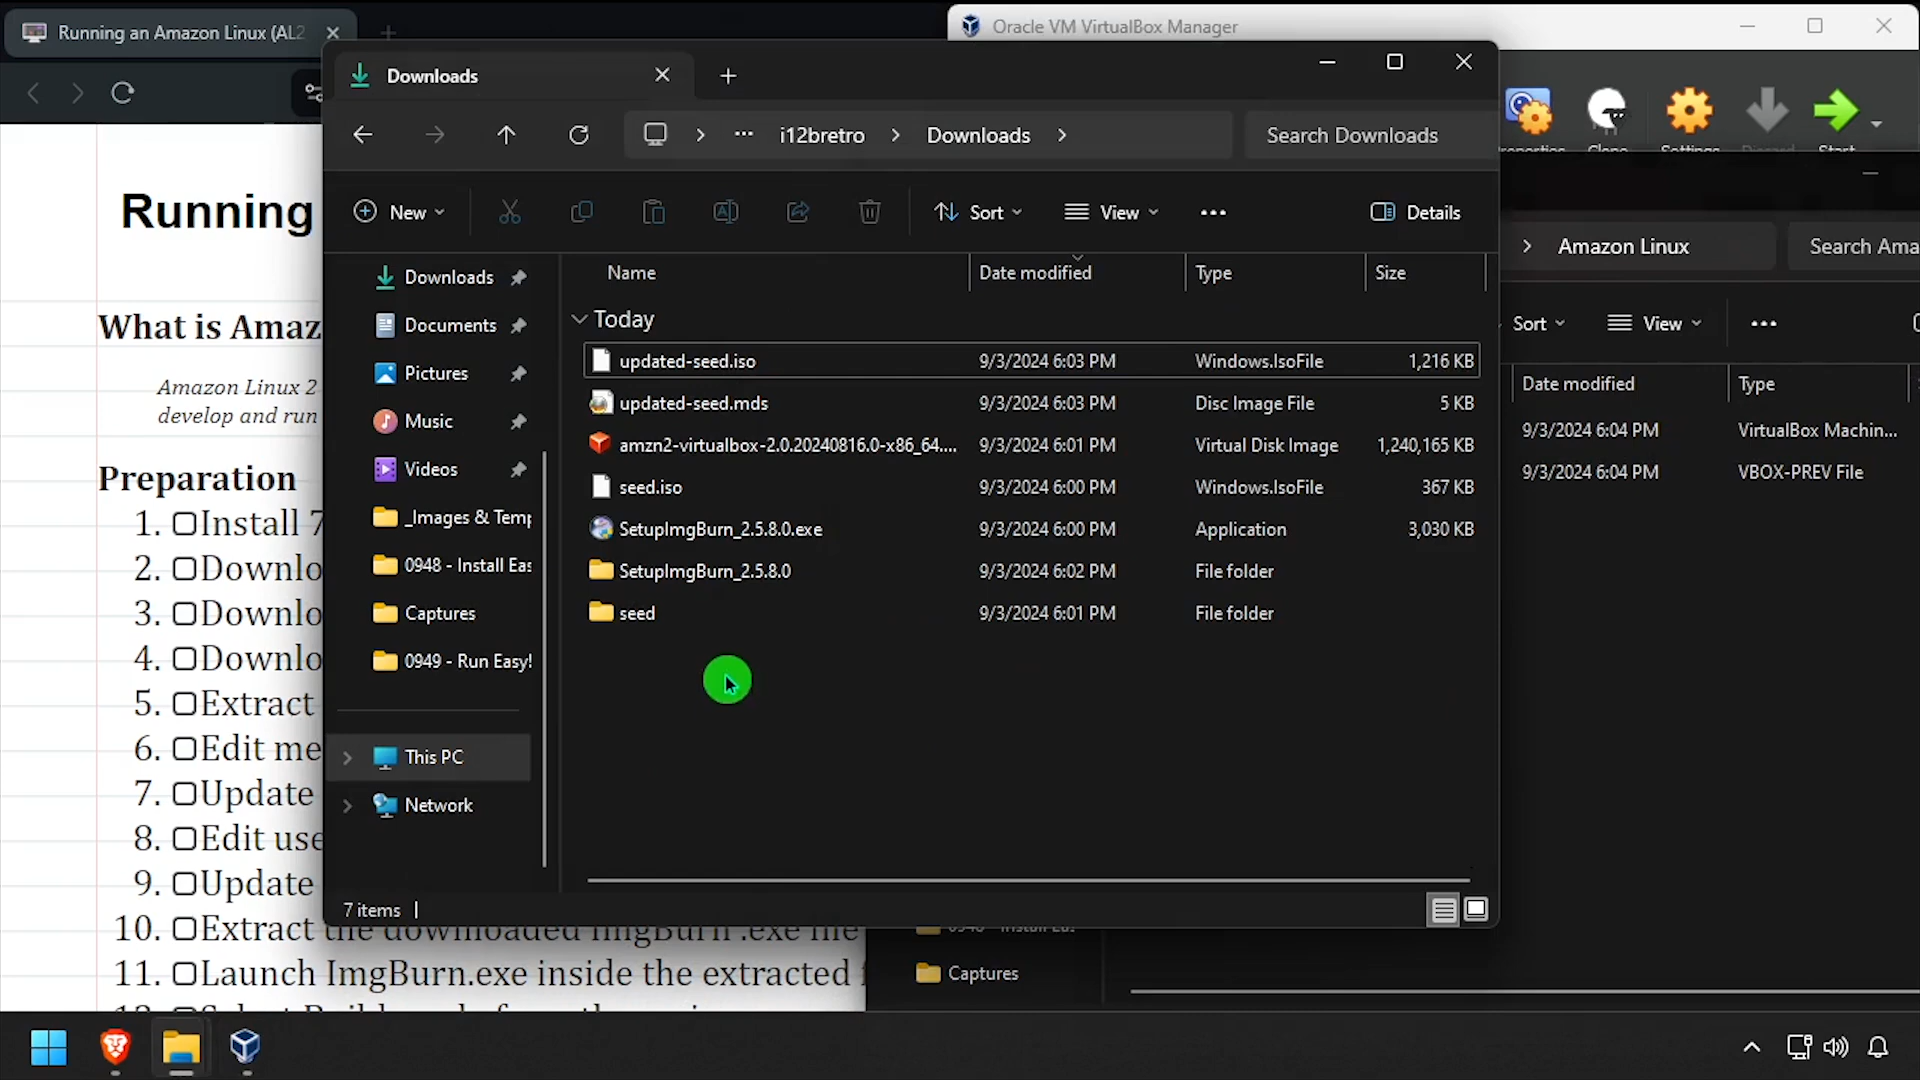 Running an Amazon Linux (AL2
Oracle VM VirtualBox Manager
Downloads
i12bretro
Downloads
Search Downloads
Clone
Settings
Start
New
Sort
View
Details
Amazon Linux
Search Ama
Sort
View
Running
What is Amaz
Amazon Linux 2
develop and run
Preparation
1. Install 7
2. Downlo
3. Downlo
4. Downlo
5. Extract
6. Edit me
7. Update
8. Edit use
9. Update
10. Extract the downloaded ImgBurn .exe file
11. Launch ImgBurn.exe inside the extracted f
Downloads
Documents
Pictures
Music
Videos
_Images & Temp
0948 - Install Eas
Captures
0949 - Run Easy!
This PC
Network
Name Date modified Type Size
Today
updated-seed.iso 9/3/2024 6:03 PM Windows.IsoFile 1,216 KB
updated-seed.mds 9/3/2024 6:03 PM Disc Image File 5 KB
amzn2-virtualbox-2.0.20240816.0-x86_64.... 9/3/2024 6:01 PM Virtual Disk Image 1,240,165 KB
seed.iso 9/3/2024 6:00 PM Windows.IsoFile 367 KB
SetupImgBurn_2.5.8.0.exe 9/3/2024 6:00 PM Application 3,030 KB
SetupImgBurn_2.5.8.0 9/3/2024 6:02 PM File folder
seed 9/3/2024 6:01 PM File folder
7 items
Date modified Type
9/3/2024 6:04 PM VirtualBox Machin...
9/3/2024 6:04 PM VBOX-PREV File
Captures